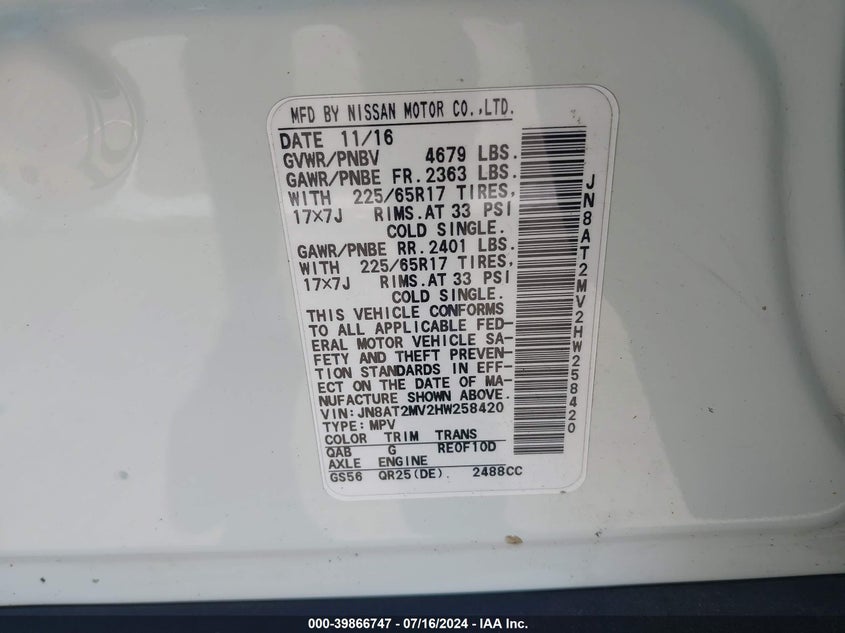 MFD BY NISSAN MOTOR CO.,LTD.
DATE 11/16
GVWR/PNBV 4679 LBS.
GAWR/PNBE FR. 2363 LBS.
WITH 225/65R17 TIRES,
17×7J RIMS. AT 33 PSI
COLD SINGLE.
GAWR/PNBE RR. 2401 LBS.
WITH 225/65R17 TIRES,
17×7J RIMS. AT 33 PSI
COLD SINGLE.
THIS VEHICLE CONFORMS
TO ALL APPLICABLE FED-
ERAL MOTOR VEHICLE SA-
FETY AND THEFT PREVEN-
TION STANDARDS IN EFF-
ECT ON THE DATE OF MA-
NUFACTURE SHOWN ABOVE.
VIN: JN8AT2MV2HW258420
TYPE: MPV
COLOR TRIM TRANS
QAB G RE0F10D
AXLE ENGINE
GS56 QR25(DE) 2488CC
JN8AT2MV2HW258420
000-39866747 - 07/16/2024 - IAA Inc.